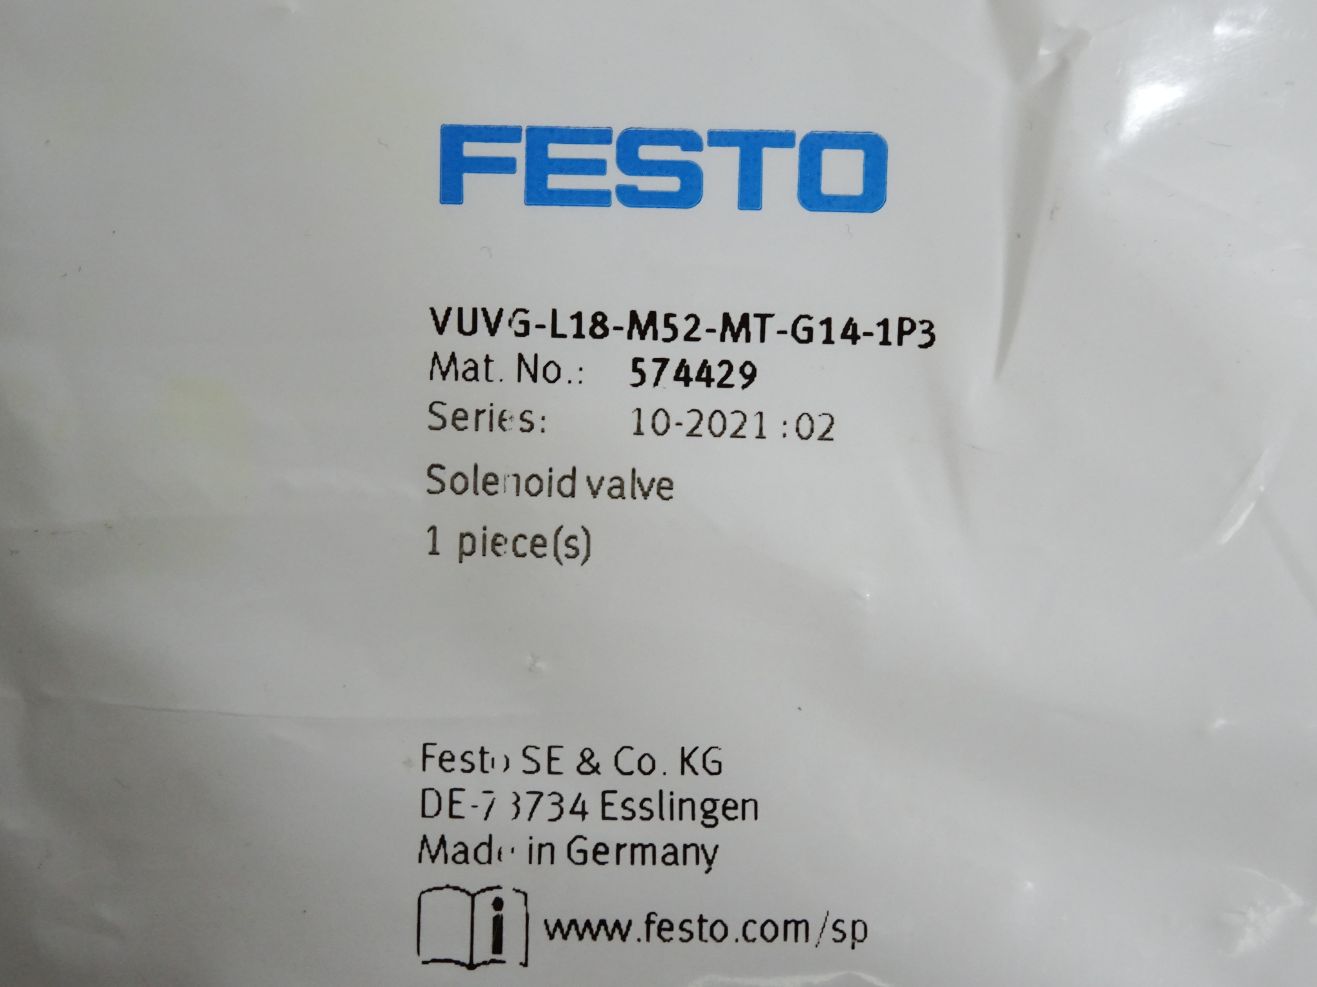 FESTO
VUVG-L18-M52-MT-G14-1P3
Mat. No.: 574429
Series: 10-2021 :02
Solenoid valve
1 piece(s)
Festo SE & Co. KG
DE-73734 Esslingen
Made in Germany
i www.festo.com/sp